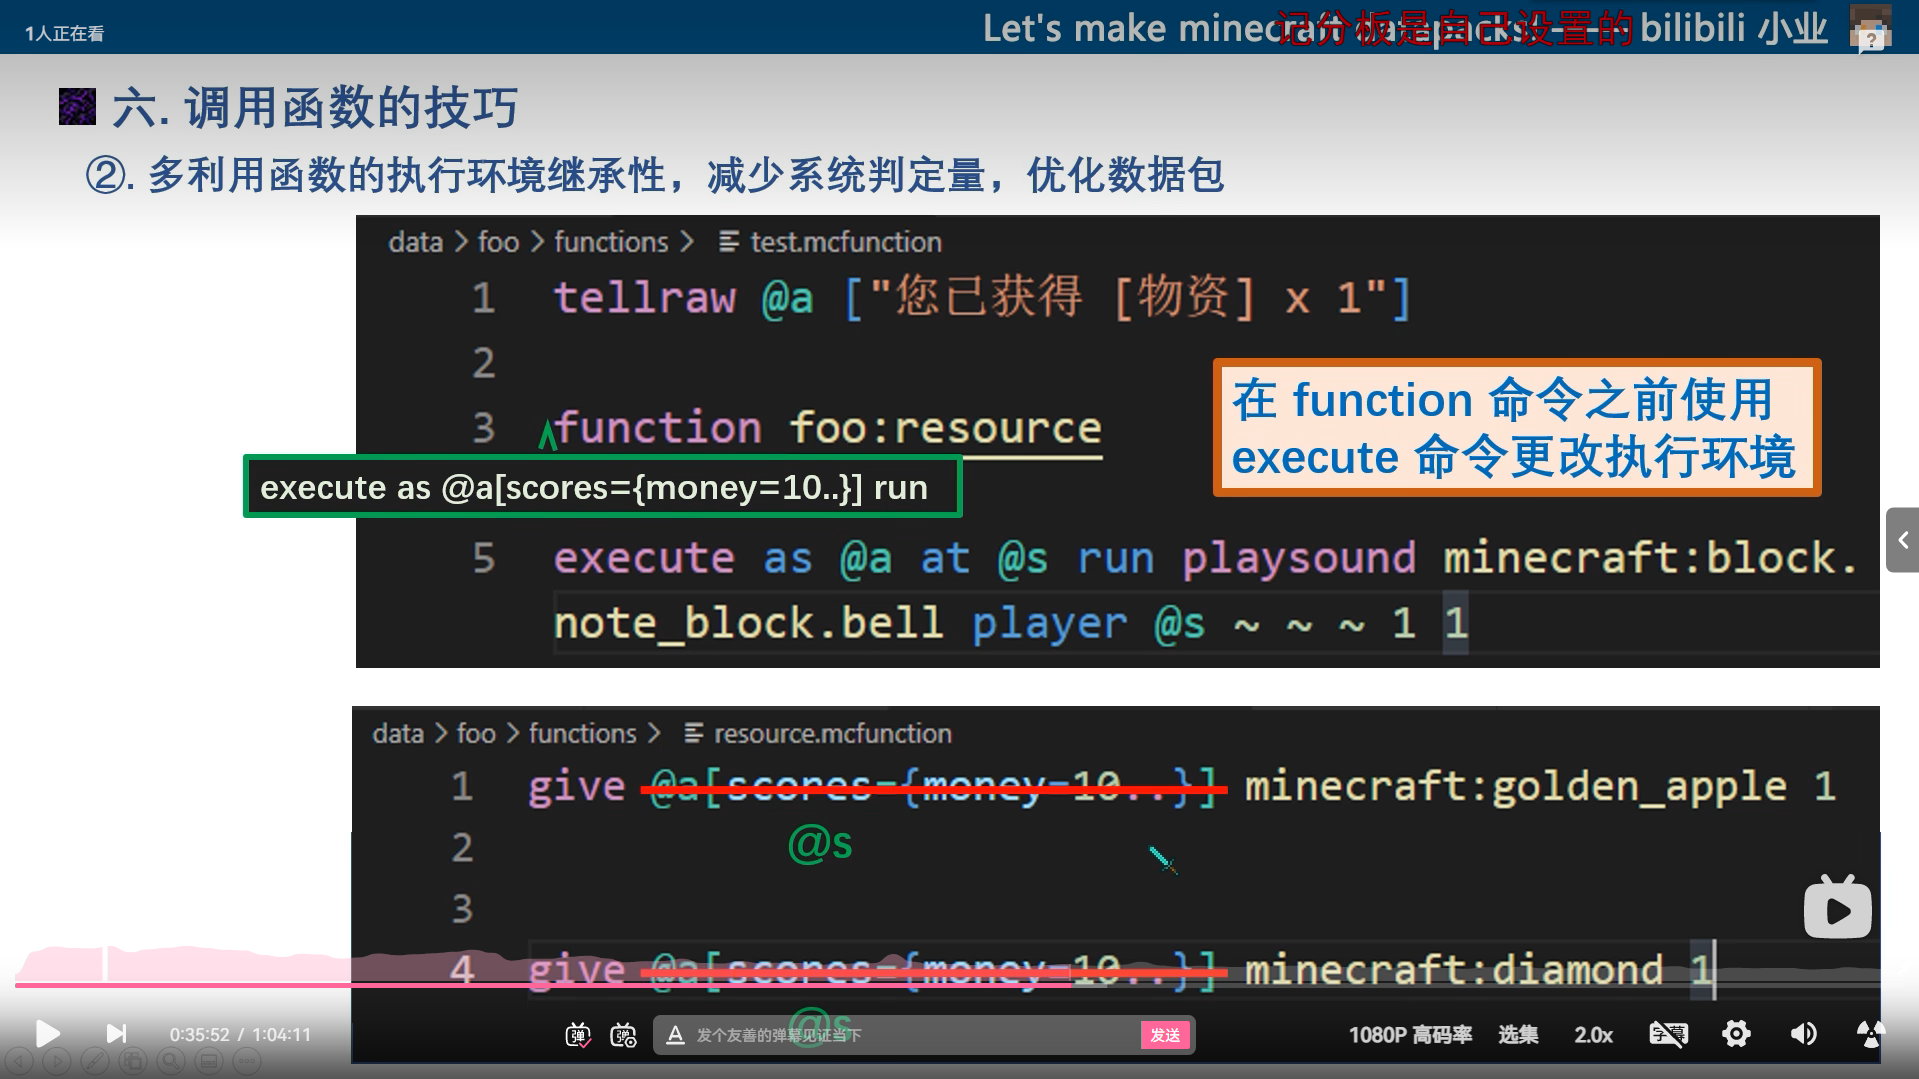 1人正在看
Let's make minecraft datapacks! ——— bilibili 小业
记分板是自己设置的
六. 调用函数的技巧
②. 多利用函数的执行环境继承性，减少系统判定量，优化数据包
data > foo > functions > test.mcfunction
1 tellraw @a ["您已获得 [物资] x 1"]
2
3 function foo:resource
在 function 命令之前使用
execute 命令更改执行环境
execute as @a[scores={money=10..}] run
5 execute as @a at @s run playsound minecraft:block.
note_block.bell player @s ~ ~ ~ 1 1
data > foo > functions > resource.mcfunction
1 give @a[scores={money=10..}] minecraft:golden_apple 1
2 @s
3
4 give @a[scores={money=10..}] minecraft:diamond 1
@s
0:35:52 / 1:04:11
弹 弹 A 发个友善的弹幕见证当下 发送
1080P 高码率 选集 2.0x 字幕